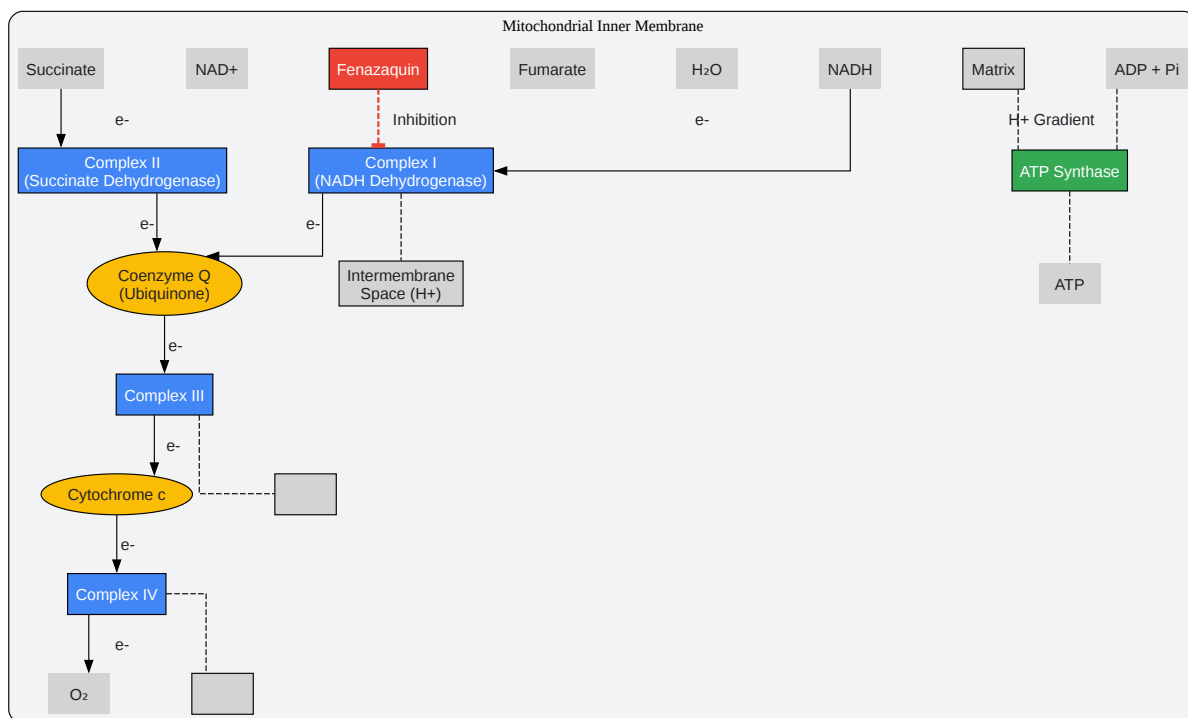 Mitochondrial Inner Membrane
Succinate
NAD+
Fenazaquin
Fumarate
H₂O
NADH
Matrix
ADP + Pi
e-
Inhibition
e-
H+ Gradient
Complex II
(Succinate Dehydrogenase)
Complex I
(NADH Dehydrogenase)
ATP Synthase
e-
e-
Coenzyme Q
(Ubiquinone)
Intermembrane
Space (H+)
ATP
e-
Complex III
e-
Cytochrome c
e-
Complex IV
e-
O₂